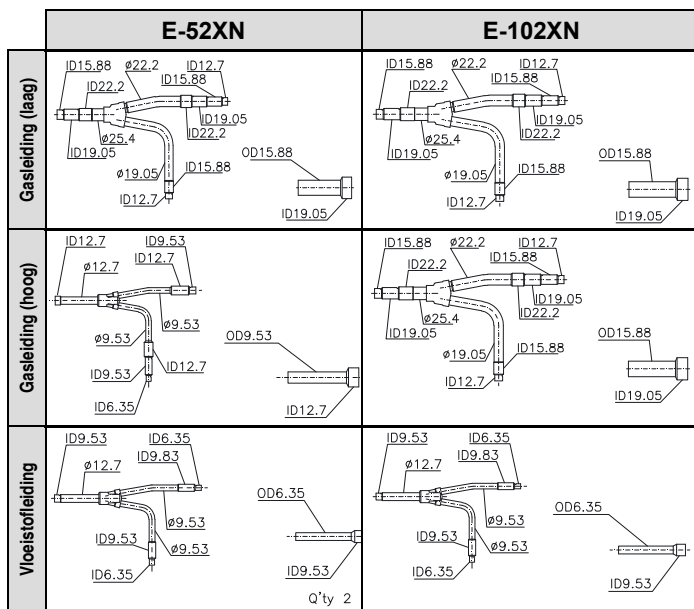 E-52XN
E-102XN
Gasleiding (laag)
ø22.2
ID12.7
ID15.88
ID15.88
ID22.2
ID19.05
ID22.2
ø25.4
ID19.05
ø19.05
ID15.88
ID12.7
OD15.88
ID19.05
ø22.2
ID12.7
ID15.88
ID15.88
ID22.2
ID19.05
ID22.2
ø25.4
ID19.05
ø19.05
ID15.88
ID12.7
OD15.88
ID19.05
Gasleiding (hoog)
ID12.7
ID9.53
ø12.7
ID12.7
ø9.53
ø9.53
ID12.7
ID9.53
ID6.35
OD9.53
ID12.7
ø22.2
ID12.7
ID15.88
ID15.88
ID22.2
ID19.05
ID22.2
ø25.4
ID19.05
ø19.05
ID15.88
ID12.7
OD15.88
ID19.05
Vloeistofleiding
ID9.53
ID6.35
ID9.83
ø12.7
ø9.53
ID9.53
ø9.53
ID6.35
OD6.35
ID9.53
Q'ty 2
ID9.53
ID6.35
ID9.83
ø12.7
ø9.53
ID9.53
ø9.53
ID6.35
OD6.35
ID9.53